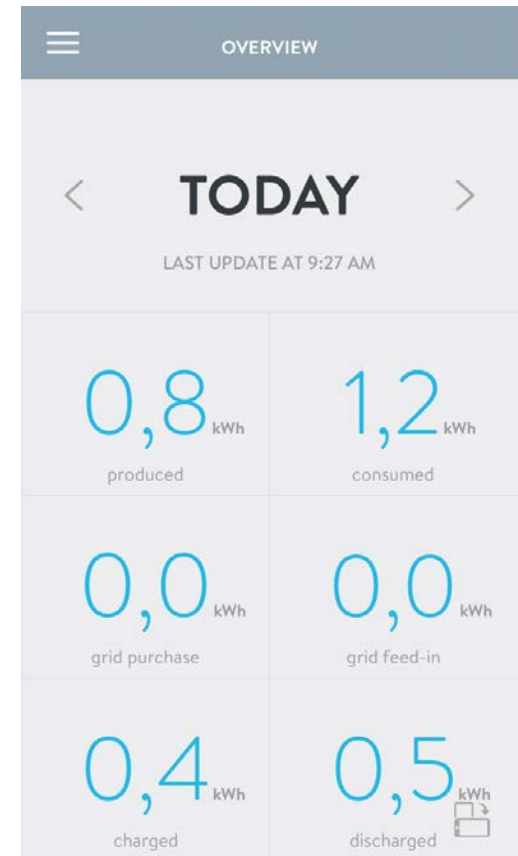 OVERVIEW
TODAY
LAST UPDATE AT 9:27 AM
0,8 kWh
produced
1,2 kWh
consumed
0,0 kWh
grid purchase
0,0 kWh
grid feed-in
0,4 kWh
charged
0,5 kWh
discharged